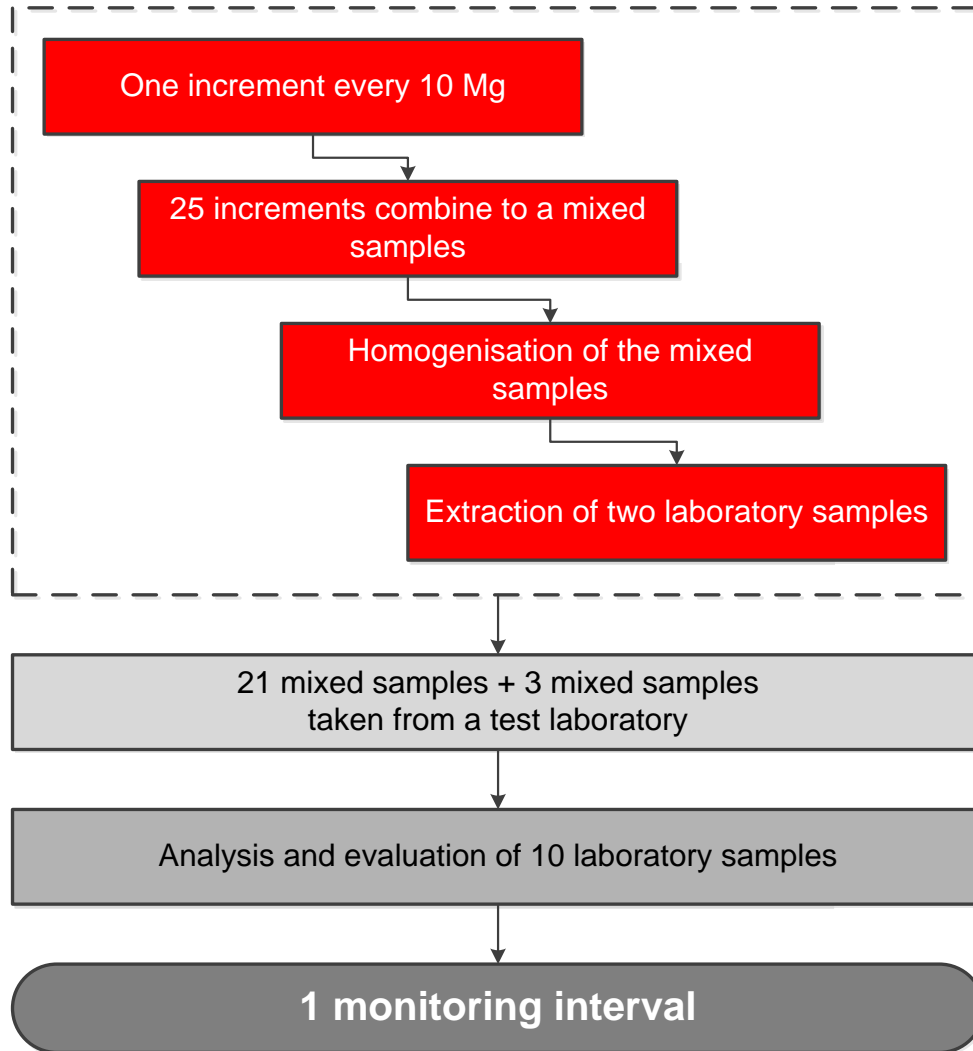 One increment every 10 Mg
25 increments combine to a mixed
samples
Homogenisation of the mixed
samples
Extraction of two laboratory samples
21 mixed samples + 3 mixed samples
taken from a test laboratory
Analysis and evaluation of 10 laboratory samples
1 monitoring interval